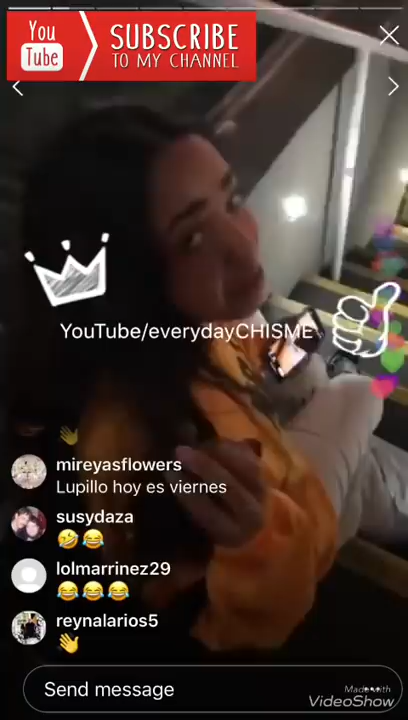 You
Tube
SUBSCRIBE
TO MY CHANNEL
YouTube/everydayCHISME
mireyasflowers
Lupillo hoy es viernes
susydaza
🤣😂
lolmarrinez29
😂😂😂
reynalarios5
👋
Send message
Made with
VideoShow